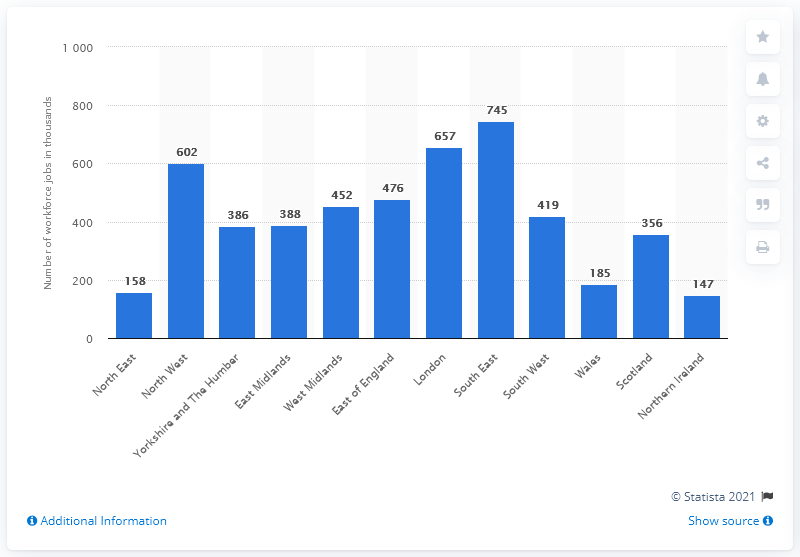 Number of workforce jobs in thousands
1 000
800
600
400
200
0
158
602
386
388
452
476
657
745
419
185
356
147
North East
North West
Yorkshire and The Humber
East Midlands
West Midlands
East of England
London
South East
South West
Wales
Scotland
Northern Ireland
© Statista 2021
Additional Information
Show source